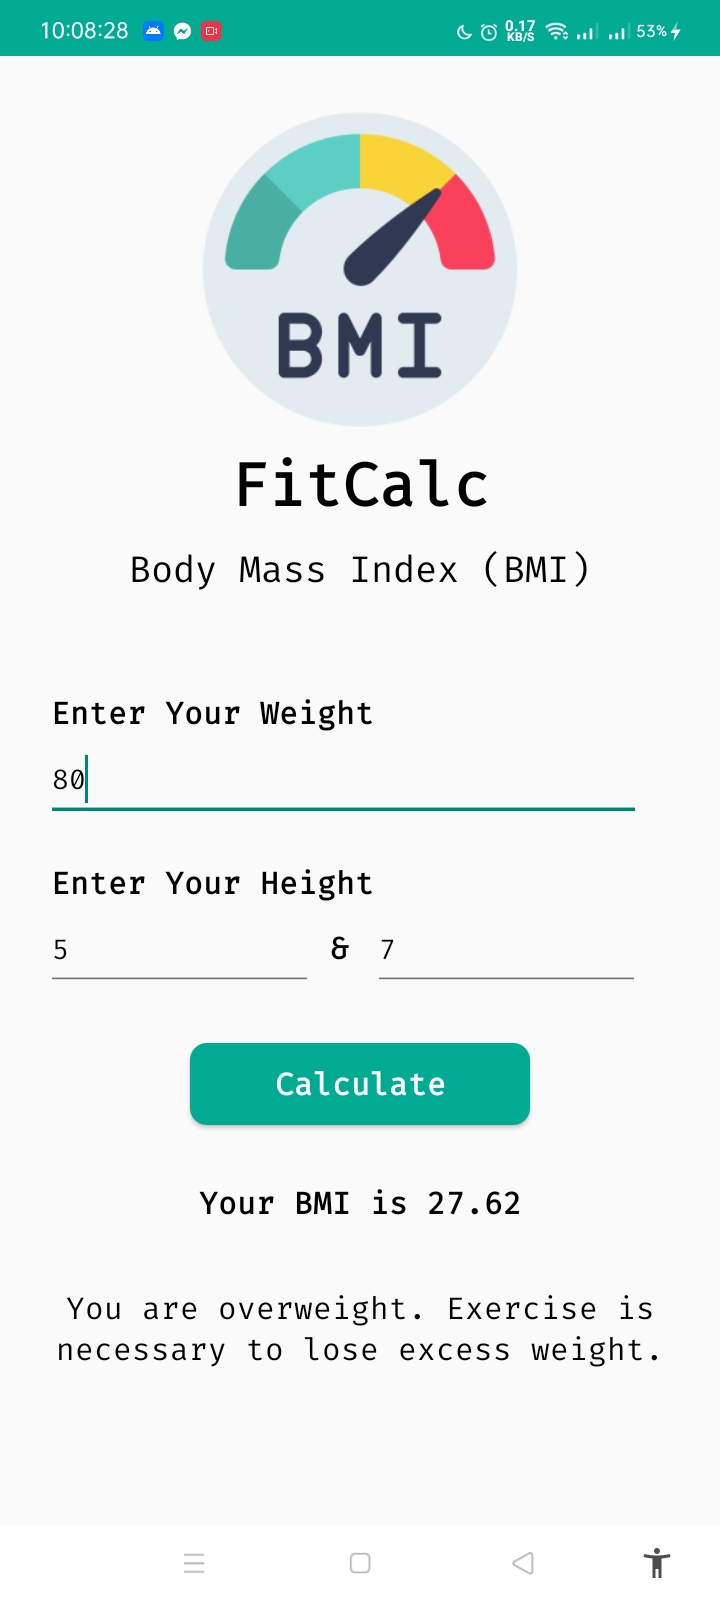 10:08:28 0.17 KB/S 53%
BMI
FitCalc
Body Mass Index (BMI)
Enter Your Weight
80
Enter Your Height
5 & 7
Calculate
Your BMI is 27.62
You are overweight. Exercise is
necessary to lose excess weight.